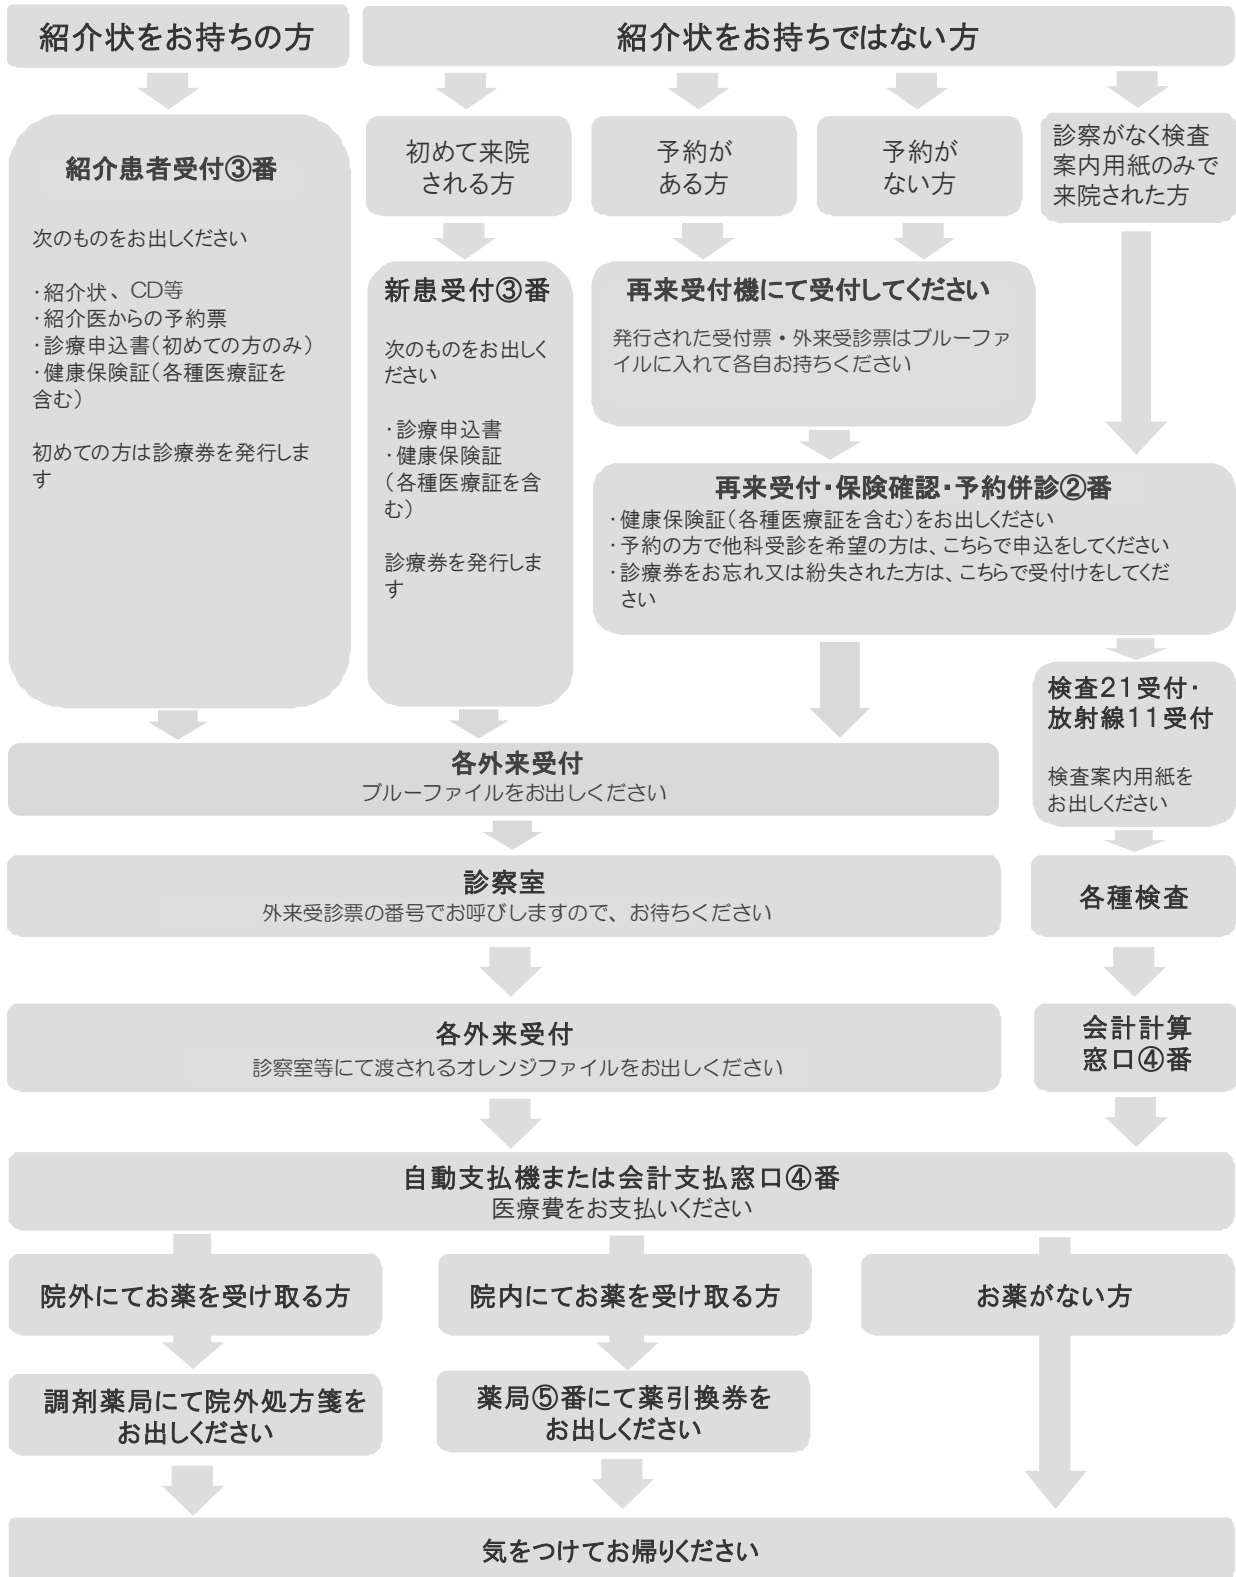 紹介状をお持ちの方
紹介状をお持ちではない方
紹介患者受付③番
次のものをお出しください
・紹介状、CD等
・紹介医からの予約票
・診療申込書(初めての方のみ)
・健康保険証(各種医療証を
含む)
初めての方は診療券を発行しま
す
初めて来院
される方
予約が
ある方
予約が
ない方
診察がなく検査
案内用紙のみで
来院された方
新患受付③番
次のものをお出しく
ださい
・診療申込書
・健康保険証
(各種医療証を含
む)
診療券を発行しま
す
再来受付機にて受付してください
発行された受付票・外来受診票はブルーファ
イルに入れて各自お持ちください
再来受付・保険確認・予約併診②番
・健康保険証(各種医療証を含む)をお出しください
・予約の方で他科受診を希望の方は、こちらで申込をしてください
・診療券をお忘れ又は紛失された方は、こちらで受付けをしてくだ
さい
検査21受付・
放射線11受付
検査案内用紙を
お出しください
各外来受付
ブルーファイルをお出しください
診察室
外来受診票の番号でお呼びしますので、お待ちください
各種検査
各外来受付
診察室等にて渡されるオレンジファイルをお出しください
会計計算
窓口④番
自動支払機または会計支払窓口④番
医療費をお支払いください
院外にてお薬を受け取る方
院内にてお薬を受け取る方
お薬がない方
調剤薬局にて院外処方箋を
お出しください
薬局⑤番にて薬引換券を
お出しください
気をつけてお帰りください